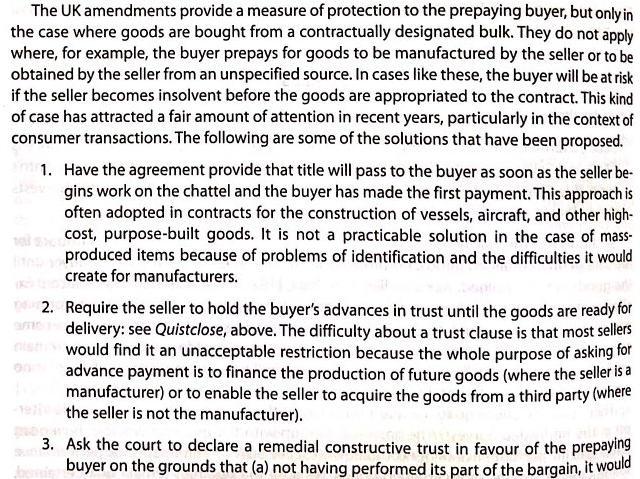 The UK amendments provide a measure of protection to the prepaying buyer, but only in
the case where goods are bought from a contractually designated bulk. They do not apply
where, for example, the buyer prepays for goods to be manufactured by the seller or to be
obtained by the seller from an unspecified source. In cases like these, the buyer will be at risk
if the seller becomes insolvent before the goods are appropriated to the contract. This kind
of case has attracted a fair amount of attention in recent years, particularly in the context of
consumer transactions. The following are some of the solutions that have been proposed.
1. Have the agreement provide that title will pass to the buyer as soon as the seller be-
gins work on the chattel and the buyer has made the first payment. This approach is
often adopted in contracts for the construction of vessels, aircraft, and other high-
cost, purpose-built goods. It is not a practicable solution in the case of mass-
produced items because of problems of identification and the difficulties it would
create for manufacturers.
2. Require the seller to hold the buyer's advances in trust until the goods are ready for
delivery: see Quistclose, above. The difficulty about a trust clause is that most sellers
would find it an unacceptable restriction because the whole purpose of asking for
advance payment is to finance the production of future goods (where the seller is a
manufacturer) or to enable the seller to acquire the goods from a third party (where
the seller is not the manufacturer).
3. Ask the court to declare a remedial constructive trust in favour of the prepaying
buyer on the grounds that (a) not having performed its part of the bargain, it would